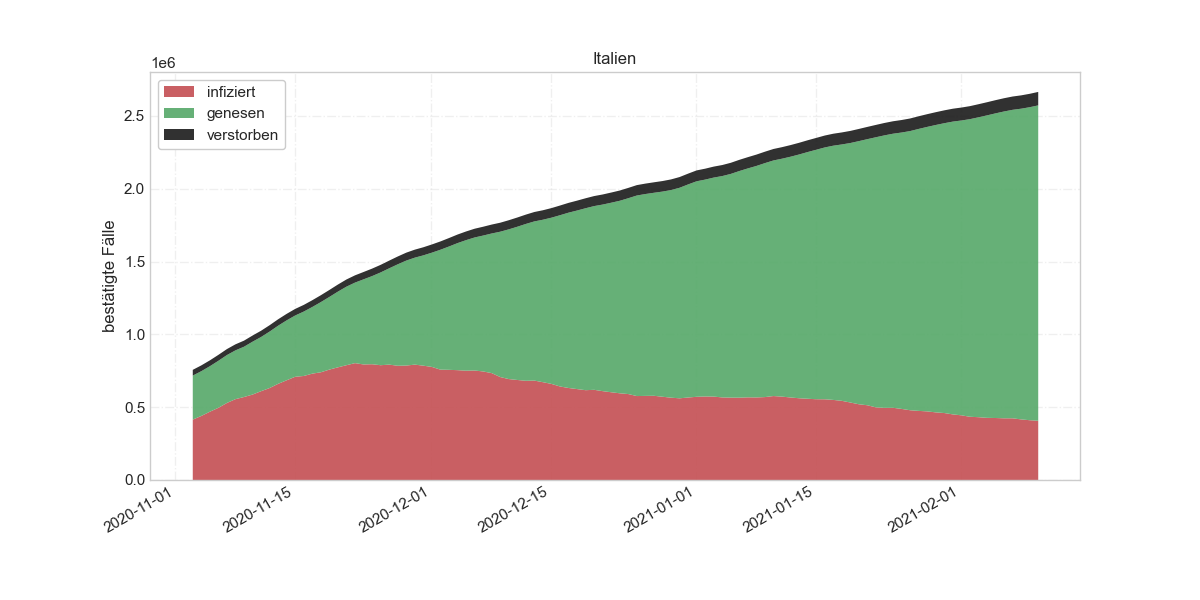 Italien
1e6
infiziert
genesen
verstorben
bestätigte Fälle
2.5
2.0
1.5
1.0
0.5
0.0
2020-11-01
2020-11-15
2020-12-01
2020-12-15
2021-01-01
2021-01-15
2021-02-01